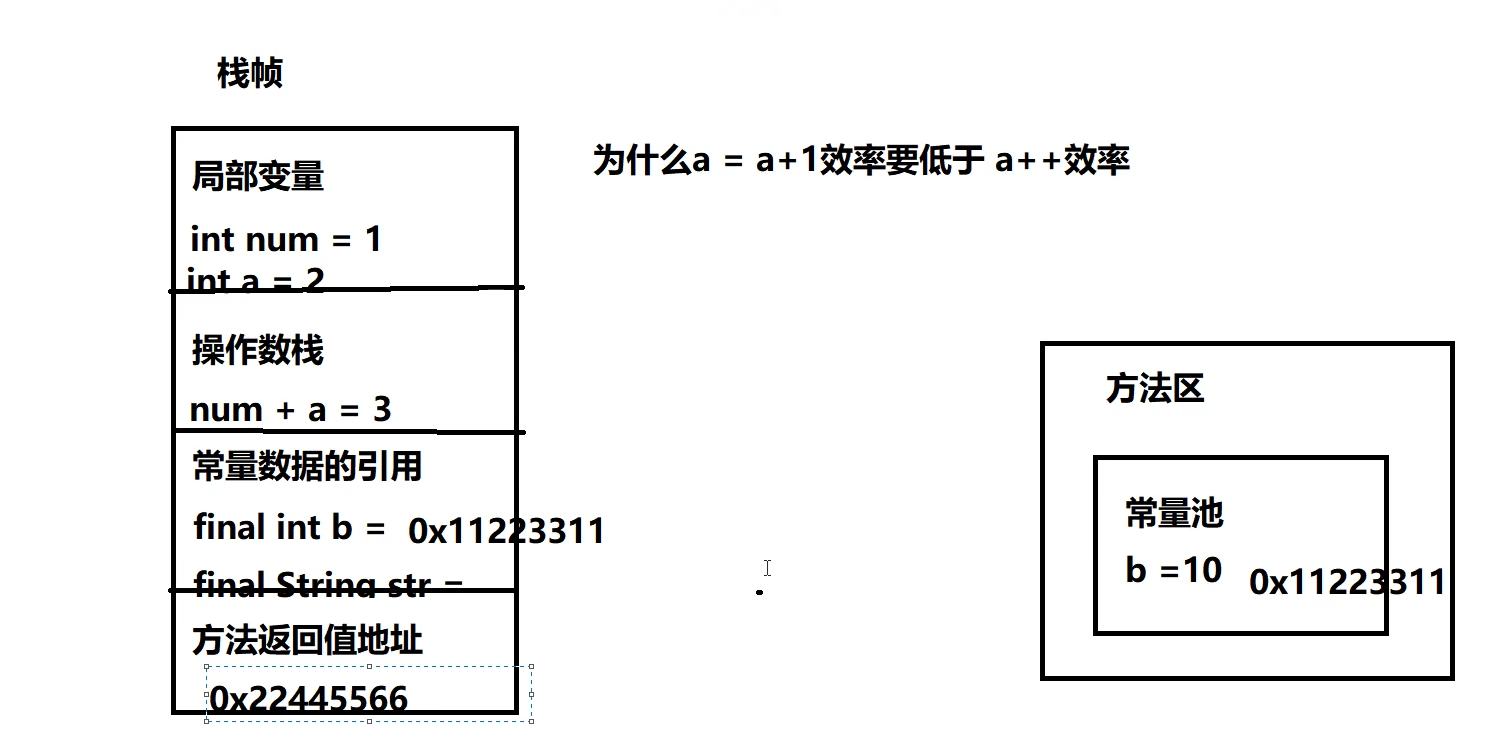 栈帧
为什么a = a+1效率要低于 a++效率
局部变量
int num = 1
int a = 2
操作数栈
num + a = 3
常量数据的引用
final int b = 0x11223311
final String str =
方法返回值地址
0x22445566
方法区
常量池
b =10 0x11223311